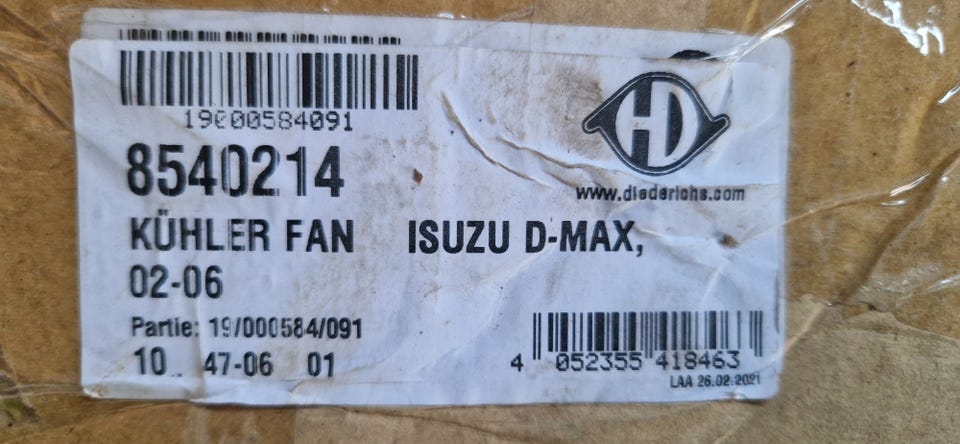 19000584091
8540214
HD
www.diederichs.com
KÜHLER FAN ISUZU D-MAX,
02-06
Partie: 19/000584/091
10 47-06 01
4 052355 418463
LAA 26.02.2021